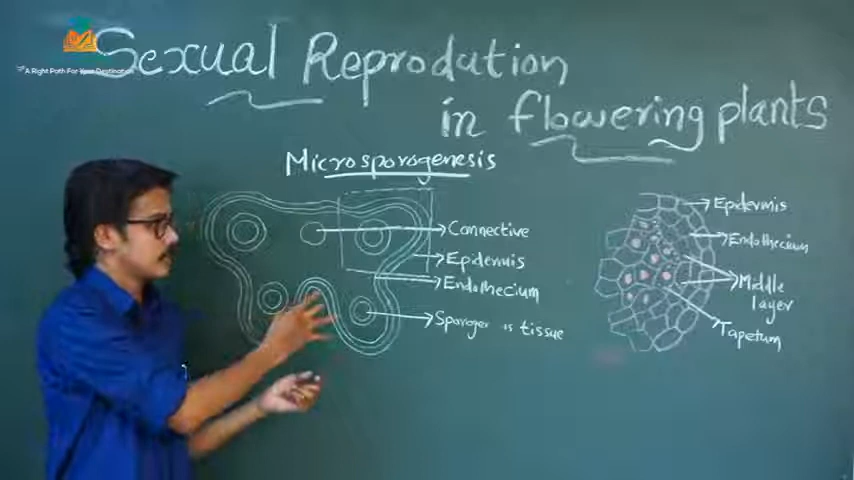 A Right Path For Your Destination
Sexual Reprodution
in flowering plants
Microsporogenesis
Connective
Epidermis
Endothecium
tissue
Epidermis
Endothecium
Middle
layer
Tapetum